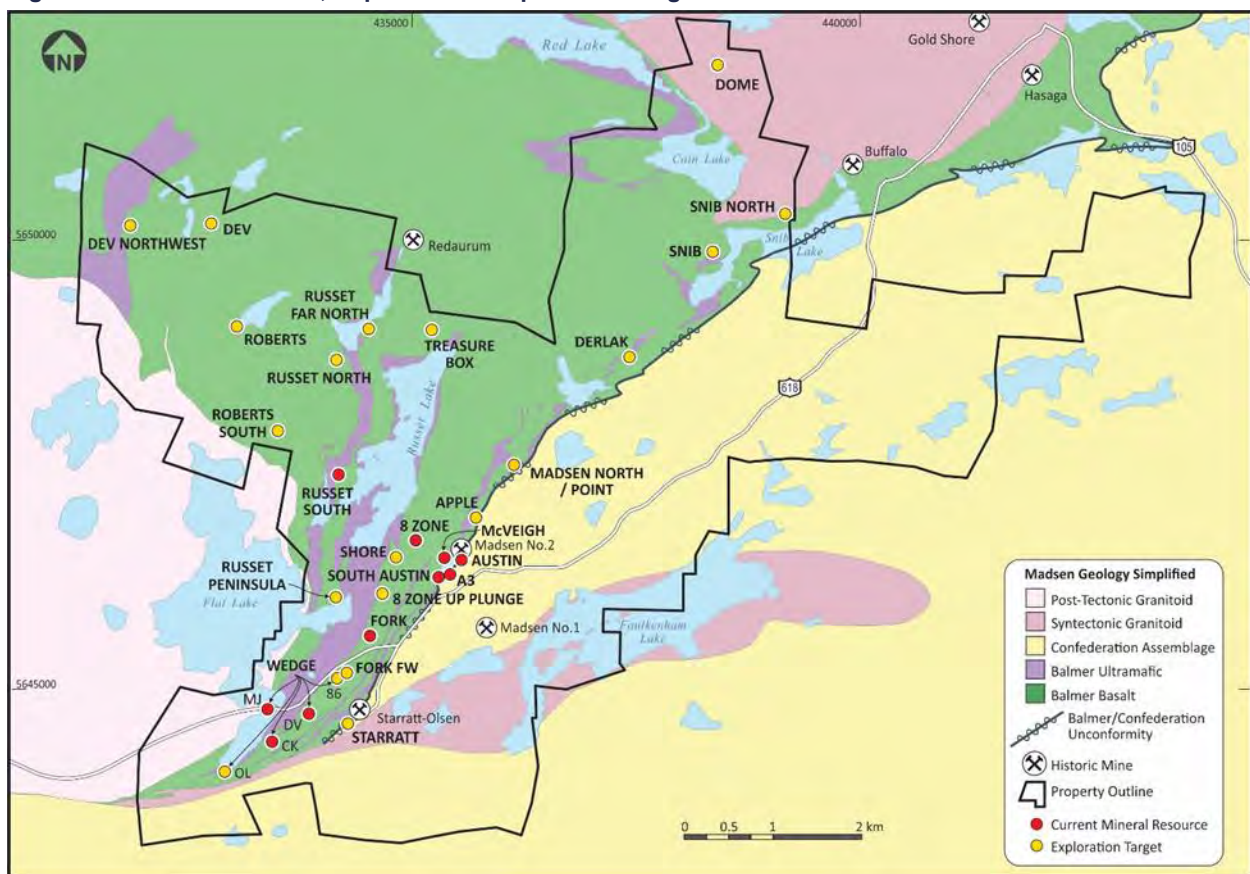 435000
440000
N
Red Lake
Gold Shore
DOME
Hasaga
Coin Lake
Buffalo
105
SNIB NORTH
DEV NORTHWEST
DEV
5650000
Redaurum
SNIB
Snib
Lake
RUSSET
FAR NORTH
ROBERTS
TREASURE
BOX
RUSSET NORTH
DERLAK
618
Russet Lake
ROBERTS
SOUTH
RUSSET
SOUTH
MADSEN NORTH
/ POINT
APPLE
8 ZONE
McVEIGH
Madsen No.2
SHORE
AUSTIN
RUSSET
PENINSULA
SOUTH AUSTIN
A3
Flat Lake
8 ZONE UP PLUNGE
Faulkenham
Lake
FORK
Madsen No.1
WEDGE
FORK FW
86
5645000
MJ
DV
Starratt-Olsen
STARRATT
CK
OL
0 0.5 1 2 km
Madsen Geology Simplified
Post-Tectonic Granitoid
Syntectonic Granitoid
Confederation Assemblage
Balmer Ultramafic
Balmer Basalt
Balmer/Confederation
Unconformity
Historic Mine
Property Outline
Current Mineral Resource
Exploration Target